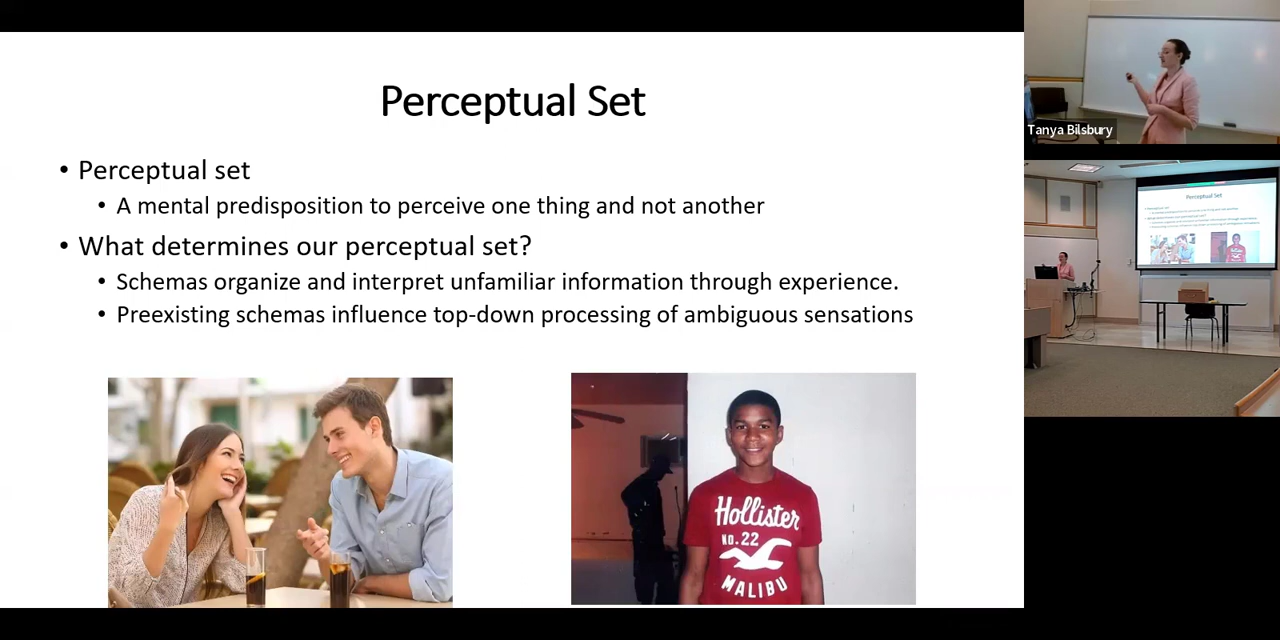 Perceptual Set
• Perceptual set
• A mental predisposition to perceive one thing and not another
• What determines our perceptual set?
• Schemas organize and interpret unfamiliar information through experience.
• Preexisting schemas influence top-down processing of ambiguous sensations
Hollister
NO. 22
MALIBU
Tanya Bilsbury
Perceptual Set